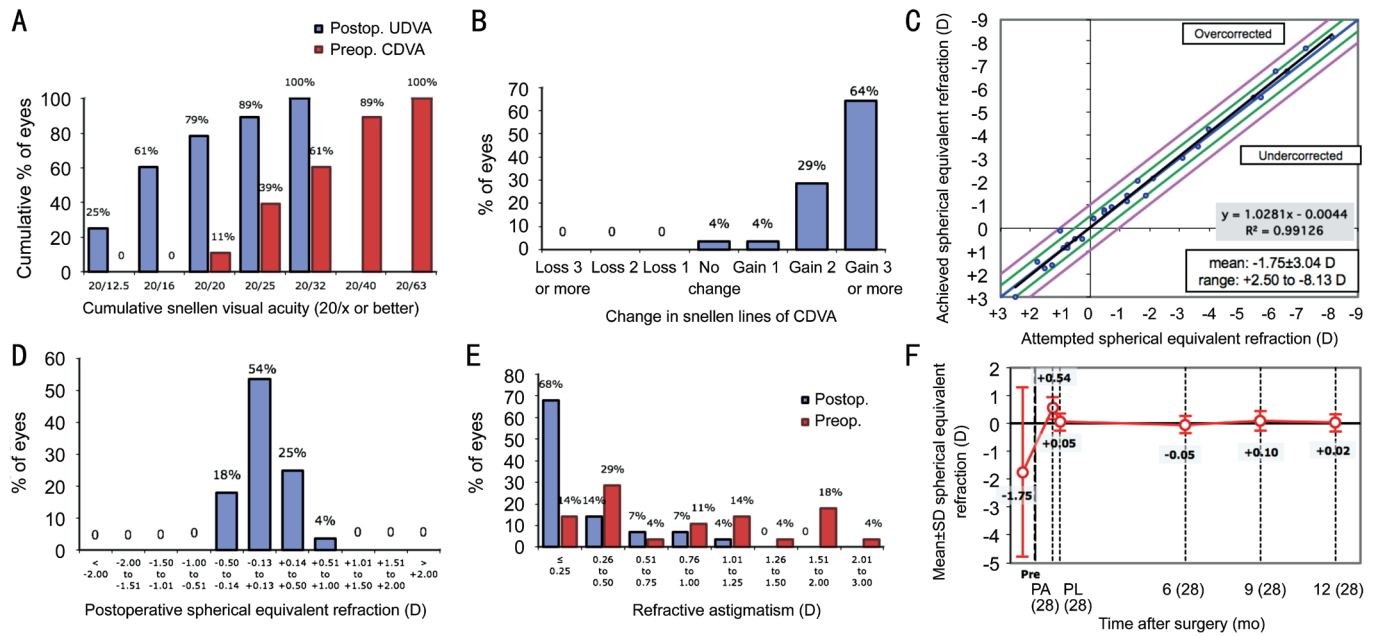 A
Postop. UDVA
Preop. CDVA
Cumulative % of eyes
100
80
60
40
20
0
25%
0
61%
0
79%
11%
89%
39%
100%
61%
89%
100%
20/12.5 20/16 20/20 20/25 20/32 20/40 20/63
Cumulative snellen visual acuity (20/x or better)
B
% of eyes
70
60
50
40
30
20
10
0
0 0 0 4% 4% 29% 64%
Loss 3 Loss 2 Loss 1 No Gain 1 Gain 2 Gain 3
or more change or more
Change in snellen lines of CDVA
C
Achieved spherical equivalent refraction (D)
-9
-8
-7
-6
-5
-4
-3
-2
-1
0
+1
+2
+3
Overcorrected
Undercorrected
y = 1.0281x - 0.0044
R² = 0.99126
mean: -1.75±3.04 D
range: +2.50 to -8.13 D
+3 +2 +1 0 -1 -2 -3 -4 -5 -6 -7 -8 -9
Attempted spherical equivalent refraction (D)
D
% of eyes
60
50
40
30
20
10
0
0 0 0 0 18% 54% 25% 4% 0 0 0
< -2.00 -1.50 -1.00 -0.50 -0.13 +0.14 +0.51 +1.01 +1.51 >
-2.00 to to to to to to to to to +2.00
-1.51 -1.01 -0.51 -0.14 +0.13 +0.50 +1.00 +1.50 +2.00
Postoperative spherical equivalent refraction (D)
E
Postop.
Preop.
% of eyes
80
70
60
50
40
30
20
10
0
68% 14% 14% 29% 7% 4% 7% 11% 4% 14% 0 4% 0 18% 4%
≤ 0.26 0.51 0.76 1.01 1.26 1.51 2.01
0.25 to to to to to to to
0.50 0.75 1.00 1.25 1.50 2.00 3.00
Refractive astigmatism (D)
F
Mean±SD spherical equivalent
refraction (D)
2
1
0
-1
-2
-3
-4
-5
+0.54
+0.05
-0.05
+0.10
+0.02
-1.75
Pre
PA PL 6 (28) 9 (28) 12 (28)
(28) (28)
Time after surgery (mo)